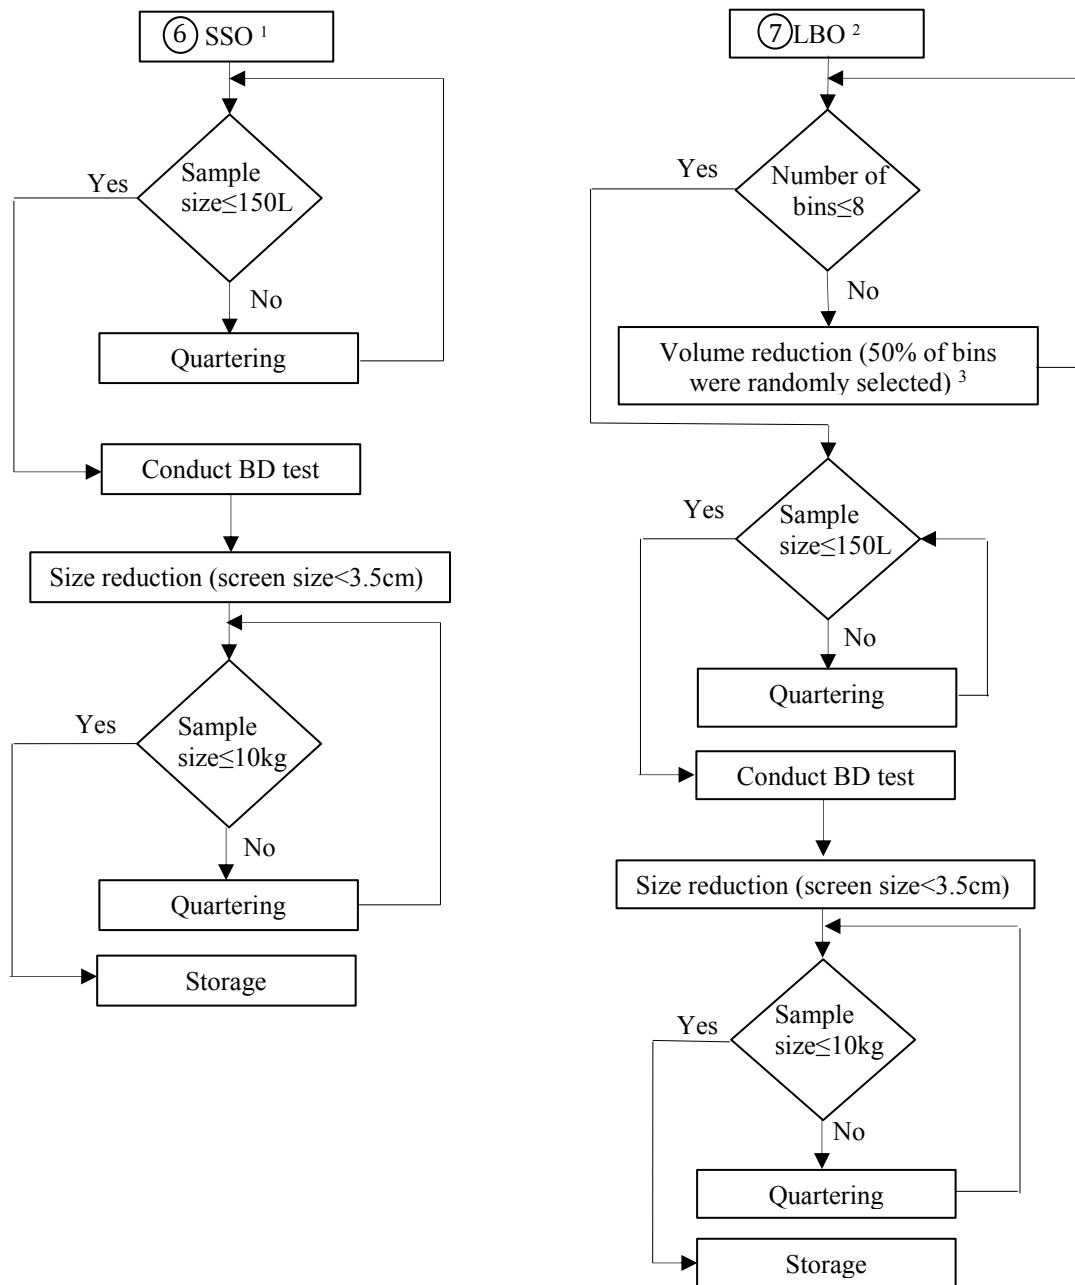 ⑥ SSO ¹
Yes
Sample
size≤150L
No
Quartering
Conduct BD test
Size reduction (screen size<3.5cm)
Yes
Sample
size≤10kg
No
Quartering
Storage
⑦ LBO ²
Yes
Number of
bins≤8
No
Volume reduction (50% of bins
were randomly selected) ³
Yes
Sample
size≤150L
No
Quartering
Conduct BD test
Size reduction (screen size<3.5cm)
Yes
Sample
size≤10kg
No
Quartering
Storage